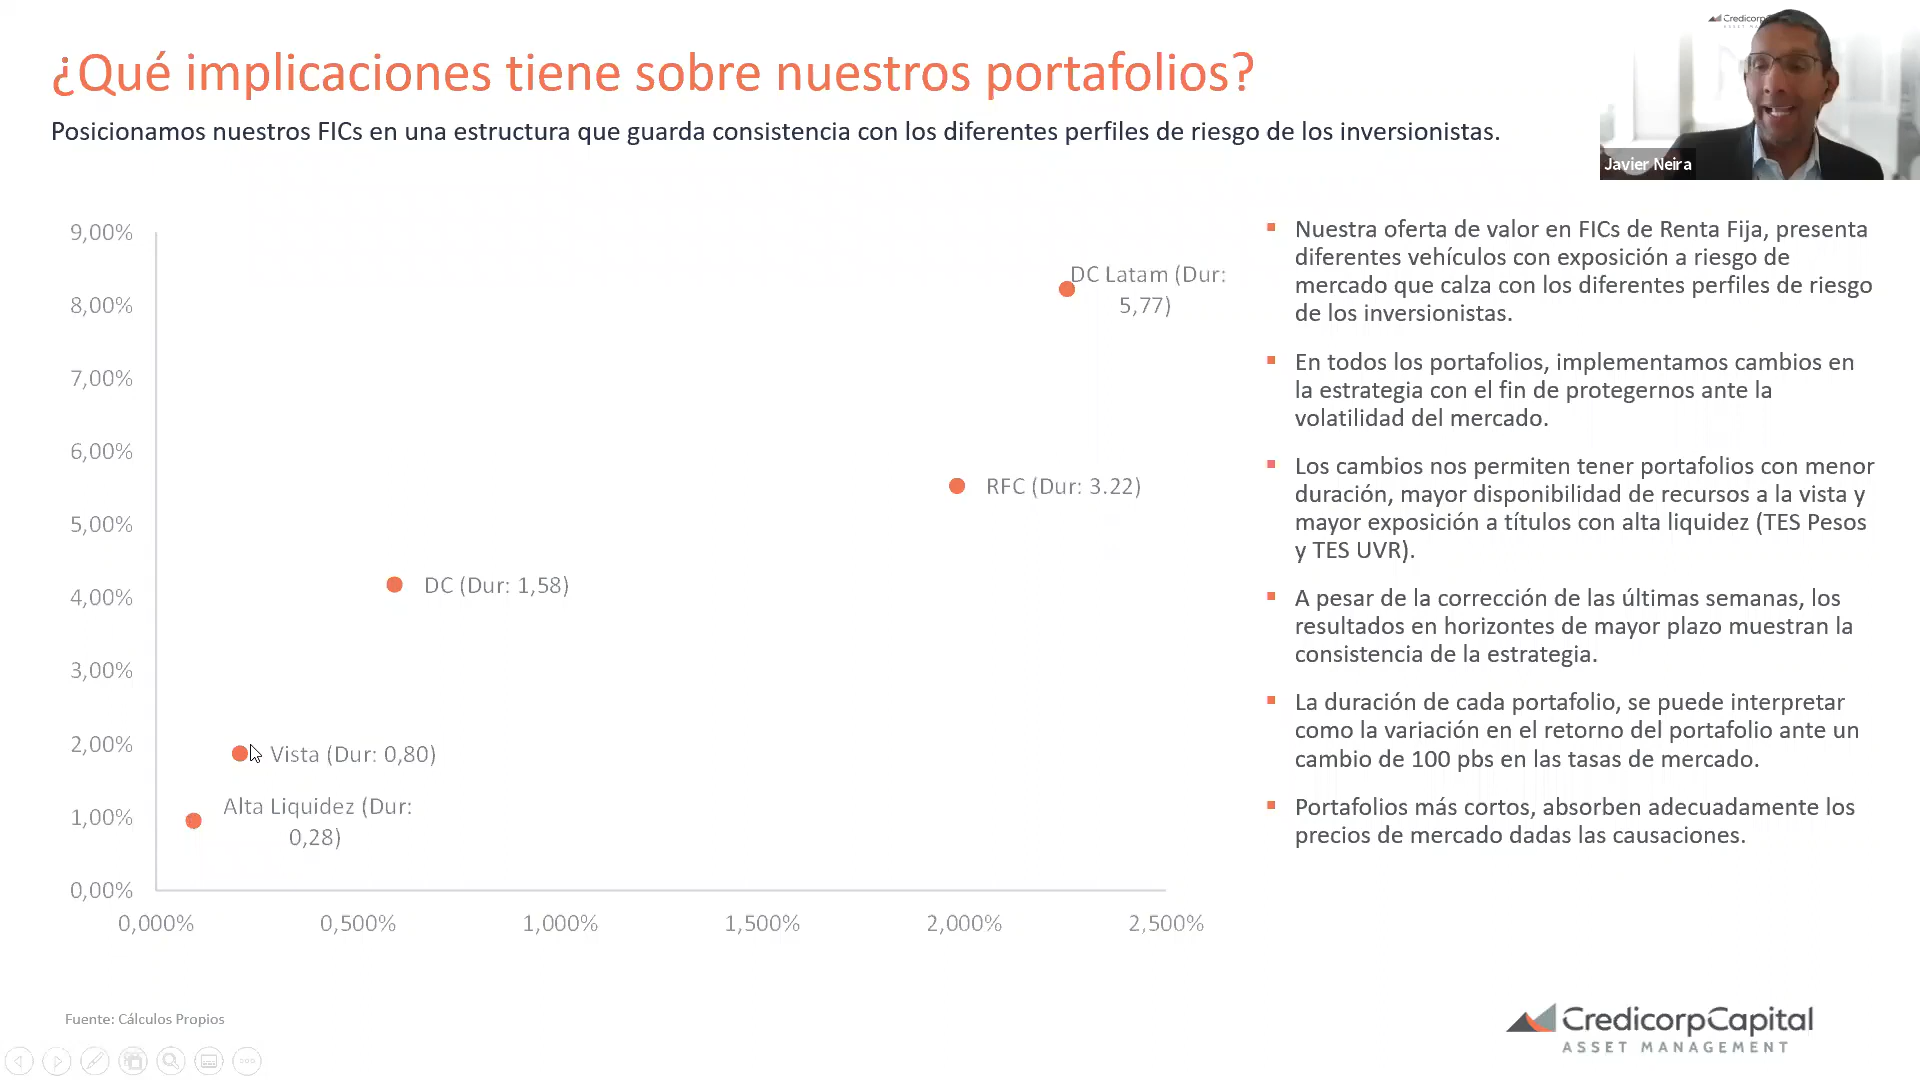 ¿Qué implicaciones tiene sobre nuestros portafolios?
Posicionamos nuestros FICs en una estructura que guarda consistencia con los diferentes perfiles de riesgo de los inversionistas.
Javier Neira
9,00%
8,00%
7,00%
6,00%
5,00%
4,00%
3,00%
2,00%
1,00%
0,00%
0,000%
0,500%
1,000%
1,500%
2,000%
2,500%
DC Latam (Dur:
5,77)
RFC (Dur: 3.22)
DC (Dur: 1,58)
Vista (Dur: 0,80)
Alta Liquidez (Dur:
0,28)
Nuestra oferta de valor en FICs de Renta Fija, presenta
diferentes vehículos con exposición a riesgo de
mercado que calza con los diferentes perfiles de riesgo
de los inversionistas.
En todos los portafolios, implementamos cambios en
la estrategia con el fin de protegernos ante la
volatilidad del mercado.
Los cambios nos permiten tener portafolios con menor
duración, mayor disponibilidad de recursos a la vista y
mayor exposición a títulos con alta liquidez (TES Pesos
y TES UVR).
A pesar de la corrección de las últimas semanas, los
resultados en horizontes de mayor plazo muestran la
consistencia de la estrategia.
La duración de cada portafolio, se puede interpretar
como la variación en el retorno del portafolio ante un
cambio de 100 pbs en las tasas de mercado.
Portafolios más cortos, absorben adecuadamente los
precios de mercado dadas las causaciones.
Fuente: Cálculos Propios
CredicorpCapital
ASSET MANAGEMENT